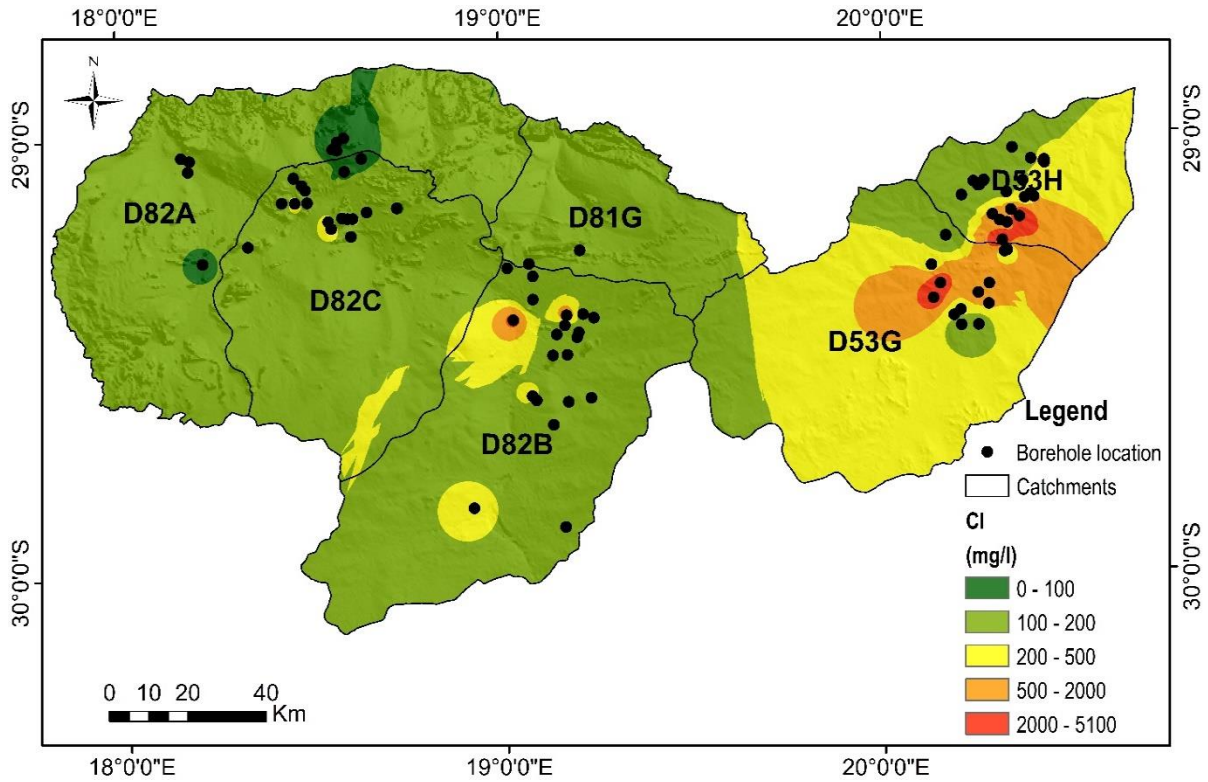 18°0'0"E 19°0'0"E 20°0'0"E
N
29°0'0"S
29°0'0"S
D82A
D81G
D53H
D82C
D53G
D82B
Legend
Borehole location
Catchments
Cl
(mg/l)
0 - 100
100 - 200
200 - 500
500 - 2000
2000 - 5100
30°0'0"S
30°0'0"S
0 10 20 40
Km
18°0'0"E 19°0'0"E 20°0'0"E